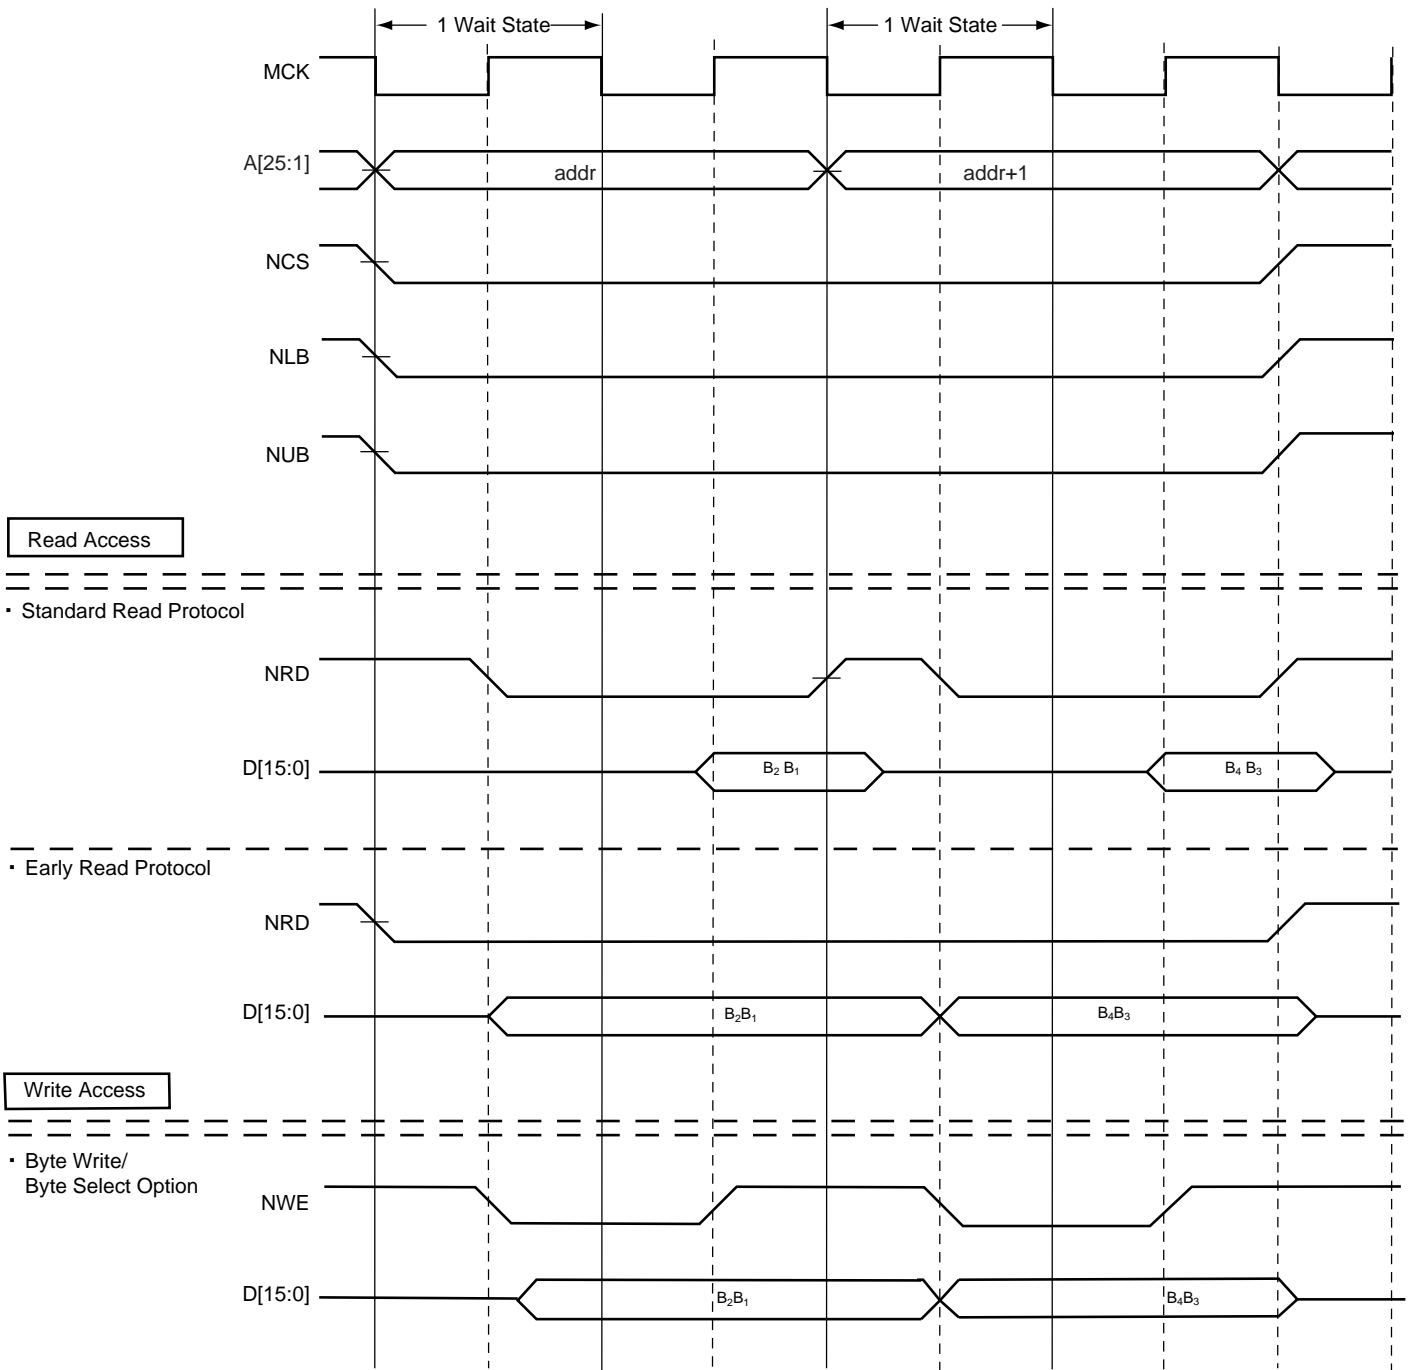 1 Wait State 1 Wait State
MCK
A[25:1] addr addr+1
NCS
NLB
NUB
Read Access
· Standard Read Protocol
NRD
D[15:0] B₂ B₁ B₄ B₃
· Early Read Protocol
NRD
D[15:0] B₂B₁ B₄B₃
Write Access
· Byte Write/
Byte Select Option
NWE
D[15:0] B₂B₁ B₄B₃